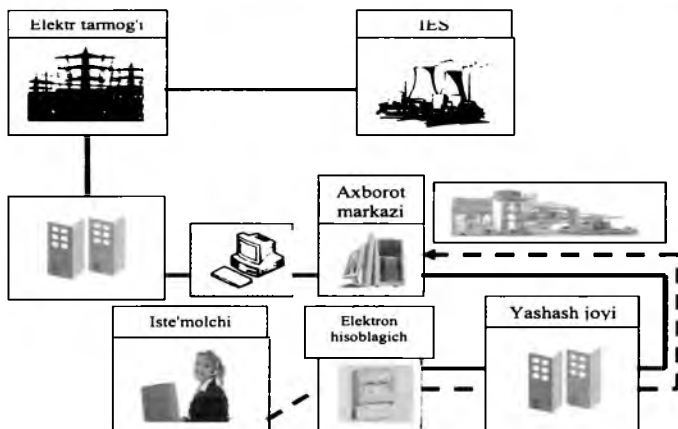 Elektr tarmog'i
IES
Axborot
markazi
Iste'molchi
Elektron
hisoblagich
Yashash joyi